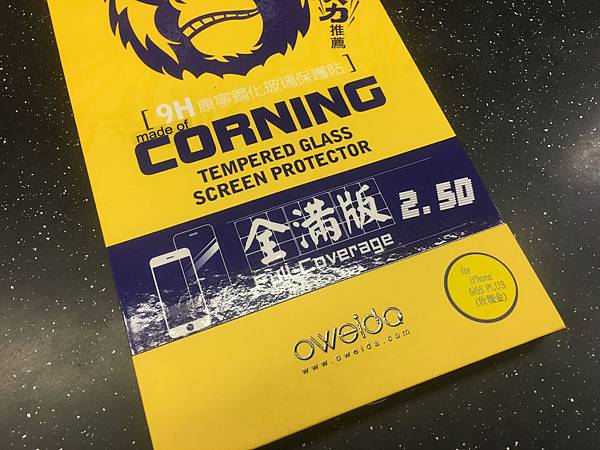 力推薦
[ 9H 康寧鋼化玻璃保護貼 ]
made of
CORNING
TEMPERED GLASS
SCREEN PROTECTOR
全滿版 2.5D
Full Coverage
for
iPhone
6/6S PLUS
(玫瑰金)
oweida
www.oweida.com